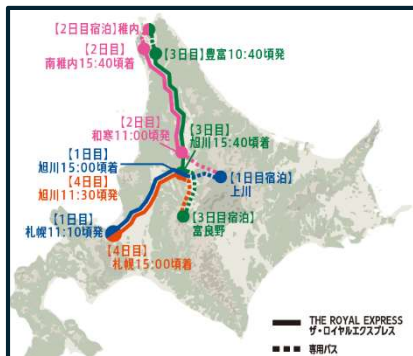 【2日目宿泊】稚内
【2日目】
南稚内15:40頃着
【3日目】豊富10:40頃発
【2日目】
和寒11:00頃発
【3日目】
旭川15:40着
【1日目】
旭川15:00着
【4日目】
旭川11:30発
【1日目宿泊】
上川
【1日目】
札幌11:10頃発
【3日目宿泊】
富良野
【4日目】
札幌15:00頃着
THE ROYAL EXPRESS
ザ・ロイヤルエクスプレス
専用バス